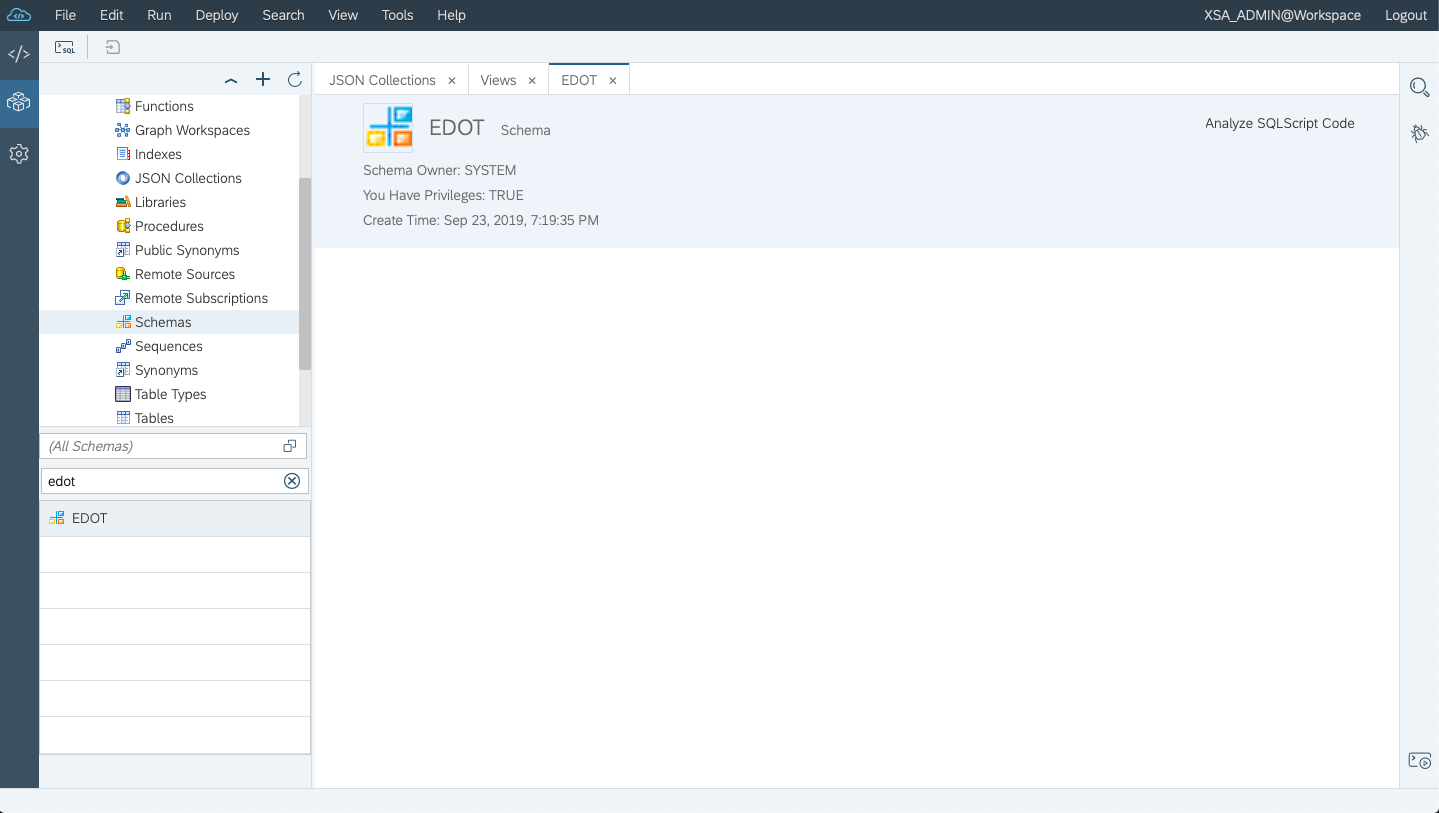 File Edit Run Deploy Search View Tools Help XSA_ADMIN@Workspace Logout
SQL
JSON Collections Views EDOT
Functions
Graph Workspaces
Indexes
JSON Collections
Libraries
Procedures
Public Synonyms
Remote Sources
Remote Subscriptions
Schemas
Sequences
Synonyms
Table Types
Tables
(All Schemas)
edot
EDOT
EDOT Schema
Analyze SQLScript Code
Schema Owner: SYSTEM
You Have Privileges: TRUE
Create Time: Sep 23, 2019, 7:19:35 PM